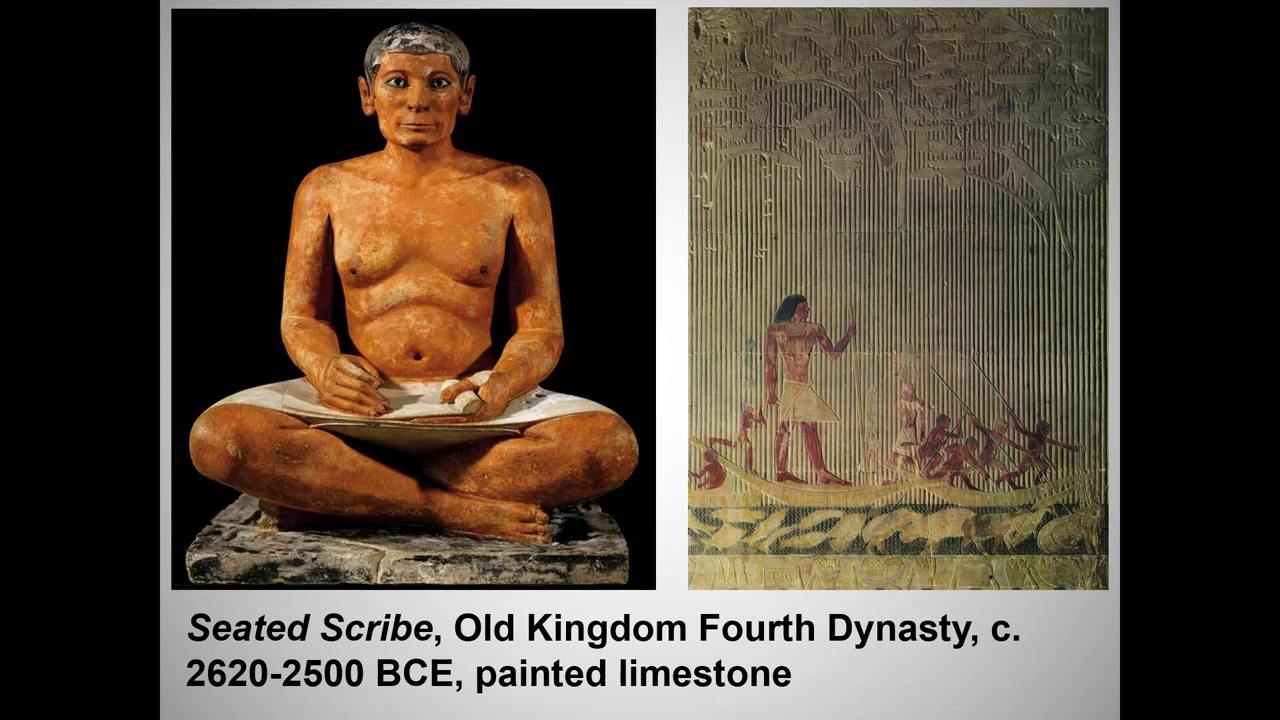 Seated Scribe, Old Kingdom Fourth Dynasty, c.
2620-2500 BCE, painted limestone